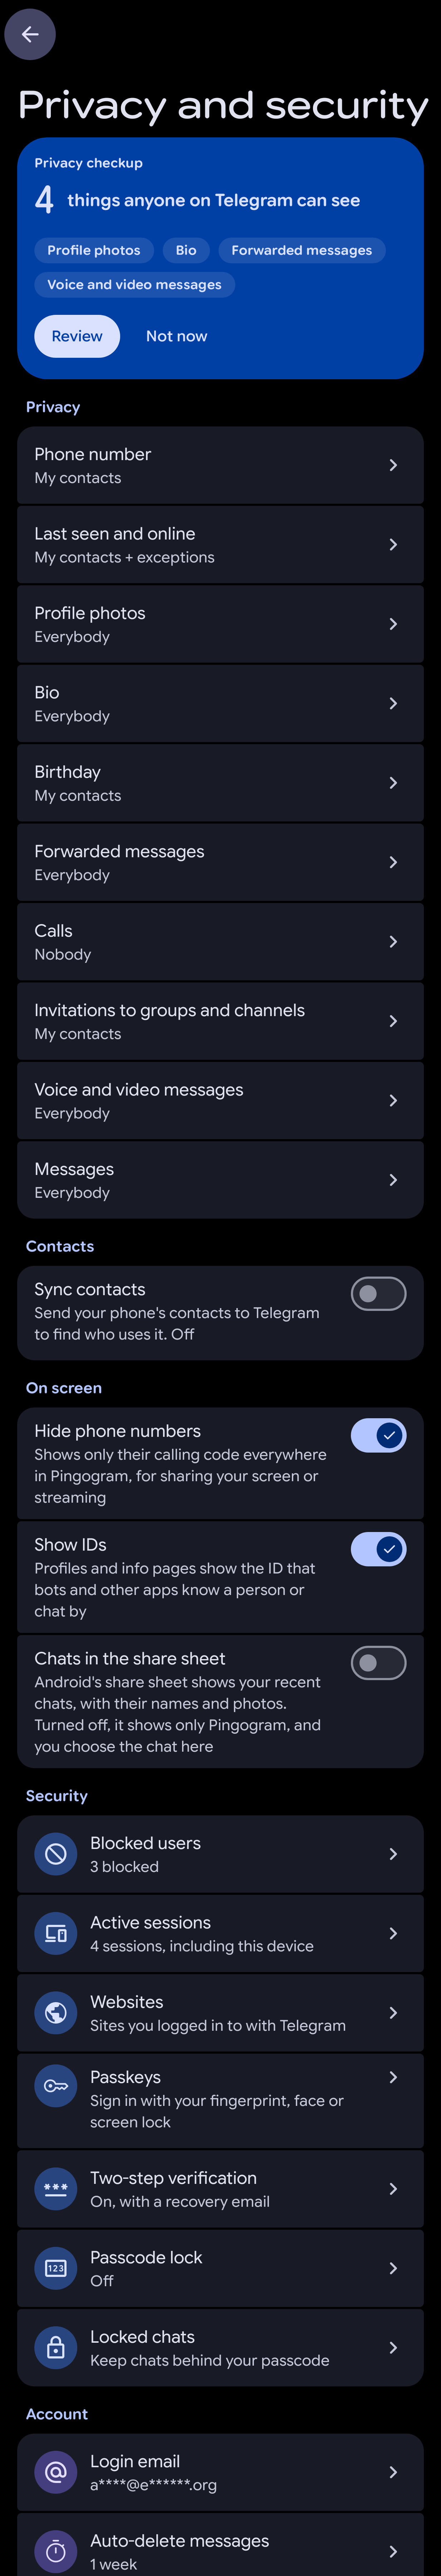 Privacy and security
Privacy checkup
4 things anyone on Telegram can see
Profile photos Bio Forwarded messages
Voice and video messages
Review Not now
Privacy
Phone number
My contacts
Last seen and online
My contacts + exceptions
Profile photos
Everybody
Bio
Everybody
Birthday
My contacts
Forwarded messages
Everybody
Calls
Nobody
Invitations to groups and channels
My contacts
Voice and video messages
Everybody
Messages
Everybody
Contacts
Sync contacts
Send your phone's contacts to Telegram
to find who uses it. Off
On screen
Hide phone numbers
Shows only their calling code everywhere
in Pingogram, for sharing your screen or
streaming
Show IDs
Profiles and info pages show the ID that
bots and other apps know a person or
chat by
Chats in the share sheet
Android's share sheet shows your recent
chats, with their names and photos.
Turned off, it shows only Pingogram, and
you choose the chat here
Security
Blocked users
3 blocked
Active sessions
4 sessions, including this device
Websites
Sites you logged in to with Telegram
Passkeys
Sign in with your fingerprint, face or
screen lock
Two-step verification
On, with a recovery email
Passcode lock
Off
Locked chats
Keep chats behind your passcode
Account
Login email
a****@e******.org
Auto-delete messages
1 week